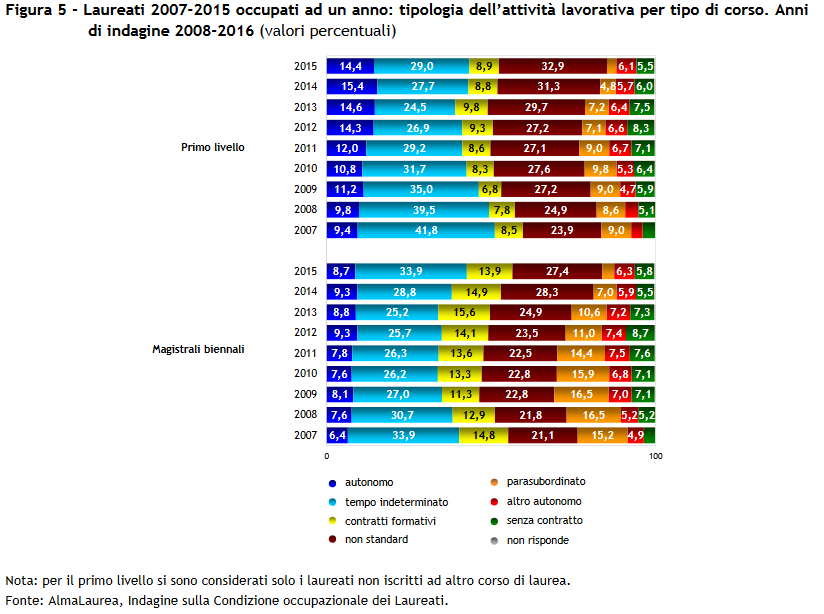 Figura 5 - Laureati 2007-2015 occupati ad un anno: tipologia dell'attività lavorativa per tipo di corso. Anni
di indagine 2008-2016 (valori percentuali)
Primo livello
2015 14,4 29,0 8,9 32,9 6,1 5,5
2014 15,4 27,7 8,8 31,3 4,8 5,7 6,0
2013 14,6 24,5 9,8 29,7 7,2 6,4 7,5
2012 14,3 26,9 9,3 27,2 7,1 6,6 8,3
2011 12,0 29,2 8,6 27,1 9,0 6,7 7,1
2010 10,8 31,7 8,3 27,6 9,8 5,3 6,4
2009 11,2 35,0 6,8 27,2 9,0 4,7 5,9
2008 9,8 39,5 7,8 24,9 8,6 5,1
2007 9,4 41,8 8,5 23,9 9,0
Magistrali biennali
2015 8,7 33,9 13,9 27,4 6,3 5,8
2014 9,3 28,8 14,9 28,3 7,0 5,9 5,5
2013 8,8 25,2 15,6 24,9 10,6 7,2 7,3
2012 9,3 25,7 14,1 23,5 11,0 7,4 8,7
2011 7,8 26,3 13,6 22,5 14,4 7,5 7,6
2010 7,6 26,2 13,3 22,8 15,9 6,8 7,1
2009 8,1 27,0 11,3 22,8 16,5 7,0 7,1
2008 7,6 30,7 12,9 21,8 16,5 5,2 5,2
2007 6,4 33,9 14,8 21,1 15,2 4,9
0 100
autonomo parasubordinato
tempo indeterminato altro autonomo
contratti formativi senza contratto
non standard non risponde
Nota: per il primo livello si sono considerati solo i laureati non iscritti ad altro corso di laurea.
Fonte: AlmaLaurea, Indagine sulla Condizione occupazionale dei Laureati.